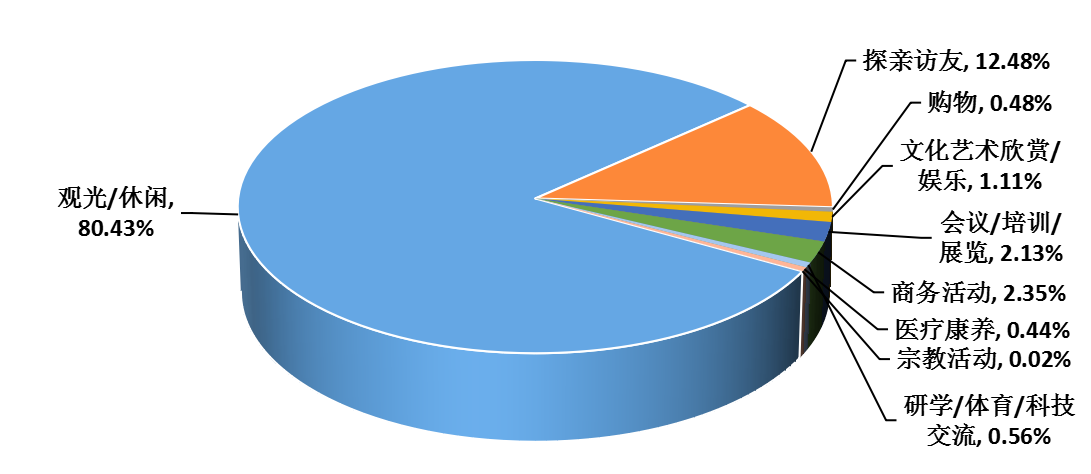 探亲访友, 12.48%
购物, 0.48%
文化艺术欣赏/
娱乐, 1.11%
观光/休闲,
80.43%
会议/培训/
展览, 2.13%
商务活动, 2.35%
医疗康养, 0.44%
宗教活动, 0.02%
研学/体育/科技
交流, 0.56%